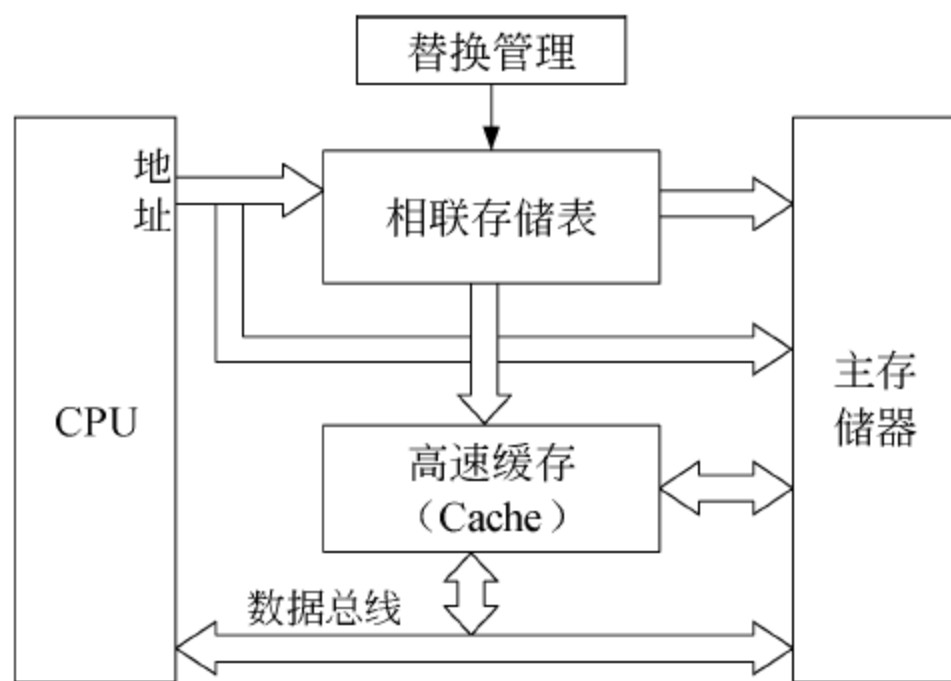 替换管理
地
址
相联存储表
CPU
主存
储器
高速缓存
（Cache）
数据总线